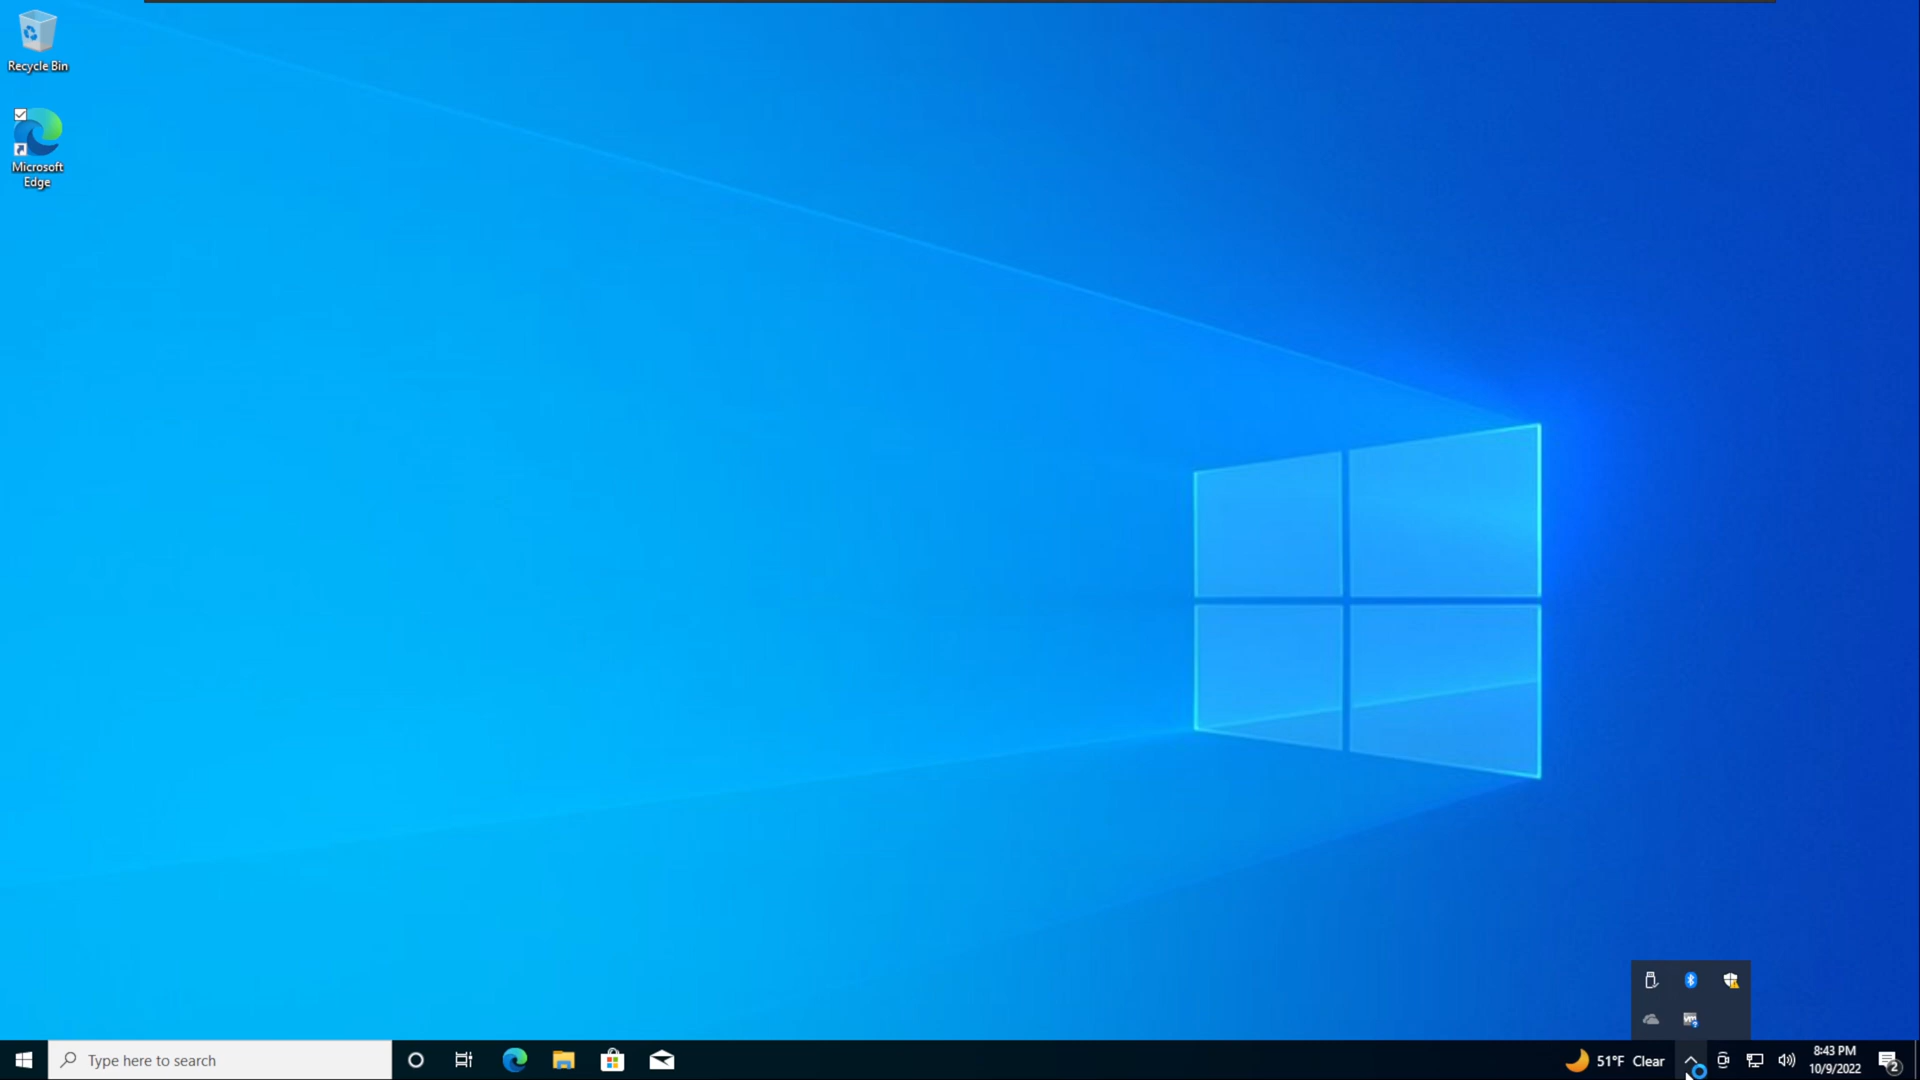 Recycle Bin
Microsoft
Edge
Type here to search
51°F Clear
8:43 PM
10/9/2022
2